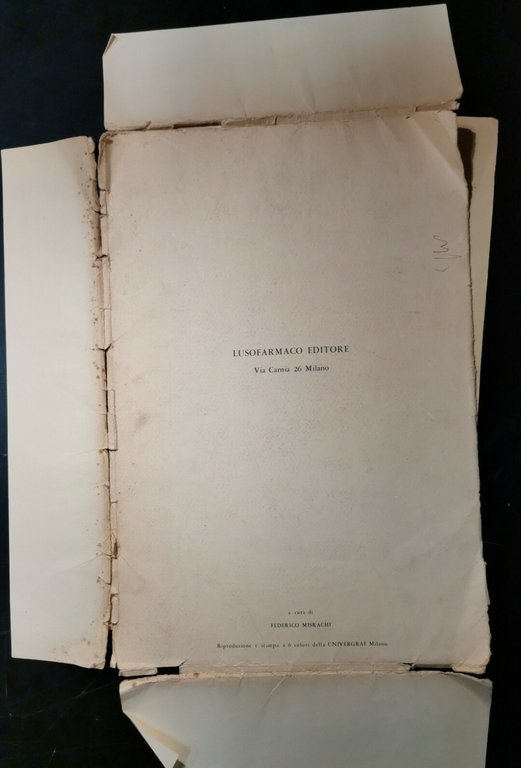 LUSOFARMACO EDITORE
Via Carnia 26 Milano
a cura di
FEDERICO MISRACHI
Riproduzione e stampa a 6 colori della UNIVERGRAF Milano